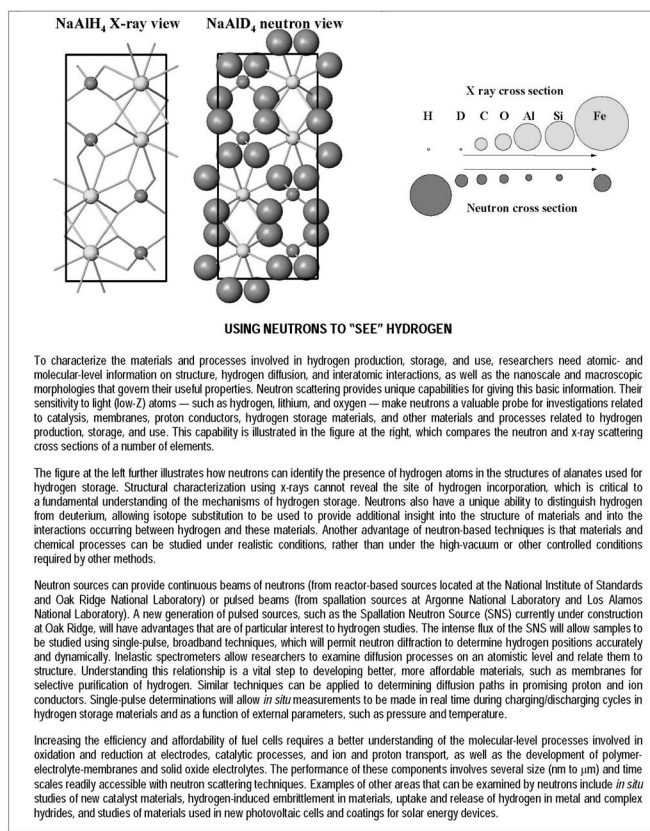 NaAlH4 X-ray view
NaAlD4 neutron view
X ray cross section
H D C O Al Si Fe
Neutron cross section
USING NEUTRONS TO "SEE" HYDROGEN
To characterize the materials and processes involved in hydrogen production, storage, and use, researchers need atomic- and
molecular-level information on structure, hydrogen diffusion, and interatomic interactions, as well as the nanoscale and macroscopic
morphologies that govern their useful properties. Neutron scattering provides unique capabilities for giving this basic information. Their
sensitivity to light (low-Z) atoms — such as hydrogen, lithium, and oxygen — make neutrons a valuable probe for investigations related
to catalysis, membranes, proton conductors, hydrogen storage materials, and other materials and processes related to hydrogen
production, storage, and use. This capability is illustrated in the figure at the right, which compares the neutron and x-ray scattering
cross sections of a number of elements.
The figure at the left further illustrates how neutrons can identify the presence of hydrogen atoms in the structures of alanates used for
hydrogen storage. Structural characterization using x-rays cannot reveal the site of hydrogen incorporation, which is critical to
a fundamental understanding of the mechanisms of hydrogen storage. Neutrons also have a unique ability to distinguish hydrogen
from deuterium, allowing isotope substitution to be used to provide additional insight into the structure of materials and into the
interactions occurring between hydrogen and these materials. Another advantage of neutron-based techniques is that materials and
chemical processes can be studied under realistic conditions, rather than under the high-vacuum or other controlled conditions
required by other methods.
Neutron sources can provide continuous beams of neutrons (from reactor-based sources located at the National Institute of Standards
and Oak Ridge National Laboratory) or pulsed beams (from spallation sources at Argonne National Laboratory and Los Alamos
National Laboratory). A new generation of pulsed sources, such as the Spallation Neutron Source (SNS) currently under construction
at Oak Ridge, will have advantages that are of particular interest to hydrogen studies. The intense flux of the SNS will allow samples to
be studied using single-pulse, broadband techniques, which will permit neutron diffraction to determine hydrogen positions accurately
and dynamically. Inelastic spectrometers allow researchers to examine diffusion processes on an atomistic level and relate them to
structure. Understanding this relationship is a vital step to developing better, more affordable materials, such as membranes for
selective purification of hydrogen. Similar techniques can be applied to determining diffusion paths in promising proton and ion
conductors. Single-pulse determinations will allow in situ measurements to be made in real time during charging/discharging cycles in
hydrogen storage materials and as a function of external parameters, such as pressure and temperature.
Increasing the efficiency and affordability of fuel cells requires a better understanding of the molecular-level processes involved in
oxidation and reduction at electrodes, catalytic processes, and ion and proton transport, as well as the development of polymer-
electrolyte-membranes and solid oxide electrolytes. The performance of these components involves several size (nm to μm) and time
scales readily accessible with neutron scattering techniques. Examples of other areas that can be examined by neutrons include in situ
studies of new catalyst materials, hydrogen-induced embrittlement in materials, uptake and release of hydrogen in metal and complex
hydrides, and studies of materials used in new photovoltaic cells and coatings for solar energy devices.